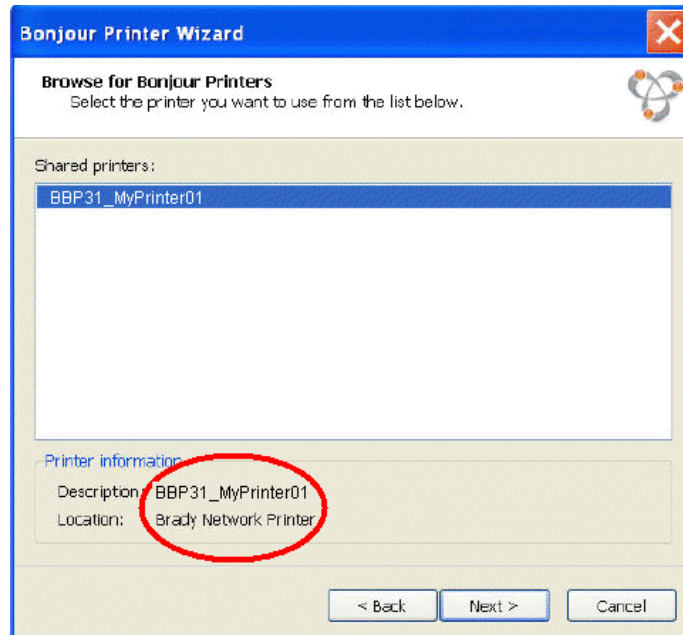 Bonjour Printer Wizard
Browse for Bonjour Printers
Select the printer you want to use from the list below.
Shared printers:
BBP31_MyPrinter01
Printer information
Description: BBP31_MyPrinter01
Location: Brady Network Printer
< Back Next > Cancel